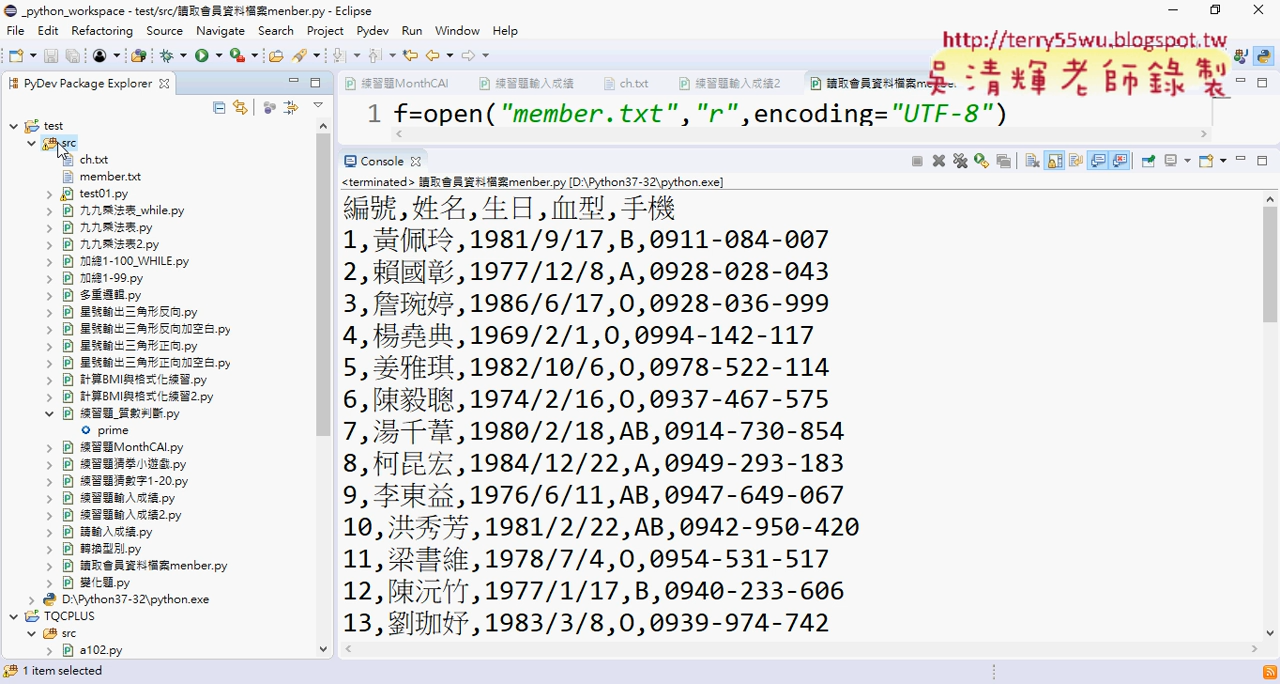 _python_workspace - test/src/讀取會員資料檔案menber.py - Eclipse
File Edit Refactoring Source Navigate Search Project Pydev Run Window Help
http://terry55wu.blogspot.tw
吳清輝老師錄製
PyDev Package Explorer
練習題MonthCAI 練習題輸入成績 ch.txt 練習題輸入成績2 讀取會員資料檔案menber
1 f=open("member.txt","r",encoding="UTF-8")
test
src
ch.txt
member.txt
test01.py
九九乘法表_while.py
九九乘法表.py
九九乘法表2.py
加總1-100_WHILE.py
加總1-99.py
多重邏輯.py
星號輸出三角形反向.py
星號輸出三角形反向加空白.py
星號輸出三角形正向.py
星號輸出三角形正向加空白.py
計算BMI與格式化練習.py
計算BMI與格式化練習2.py
練習題_質數判斷.py
prime
練習題MonthCAI.py
練習題猜拳小遊戲.py
練習題猜數字1-20.py
練習題輸入成績.py
練習題輸入成績2.py
請輸入成績.py
轉換型別.py
讀取會員資料檔案menber.py
變化題.py
D:\Python37-32\python.exe
TQCPLUS
src
a102.py
Console
<terminated> 讀取會員資料檔案menber.py [D:\Python37-32\python.exe]
編號,姓名,生日,血型,手機
1,黃佩玲,1981/9/17,B,0911-084-007
2,賴國彰,1977/12/8,A,0928-028-043
3,詹琬婷,1986/6/17,O,0928-036-999
4,楊堯典,1969/2/1,O,0994-142-117
5,姜雅琪,1982/10/6,O,0978-522-114
6,陳毅聰,1974/2/16,O,0937-467-575
7,湯千葦,1980/2/18,AB,0914-730-854
8,柯昆宏,1984/12/22,A,0949-293-183
9,李東益,1976/6/11,AB,0947-649-067
10,洪秀芳,1981/2/22,AB,0942-950-420
11,梁書維,1978/7/4,O,0954-531-517
12,陳沅竹,1977/1/17,B,0940-233-606
13,劉珈妤,1983/3/8,O,0939-974-742
1 item selected